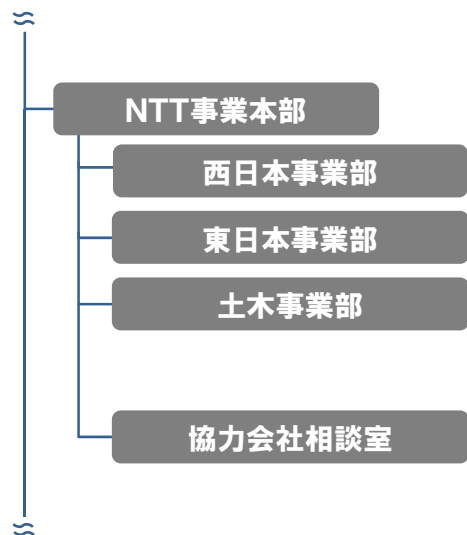 NTT事業本部
西日本事業部
東日本事業部
土木事業部
協力会社相談室